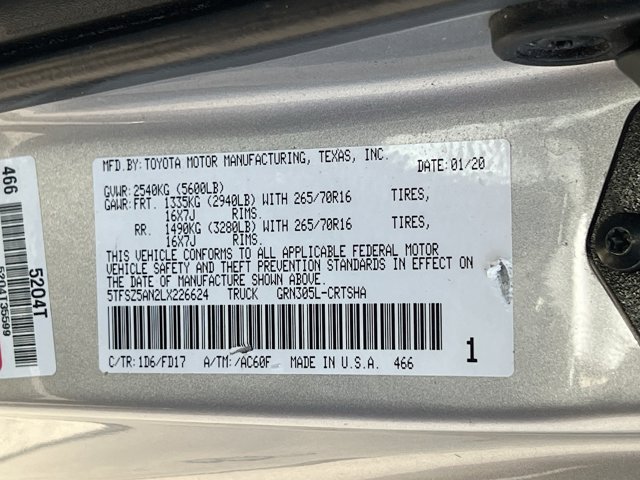 MFD.BY:TOYOTA MOTOR MANUFACTURING, TEXAS, INC. DATE:01/20
GVWR:2540KG (5600LB)
GAWR:FRT. 1335KG (2940LB) WITH 265/70R16 TIRES,
16X7J RIMS.
RR. 1490KG (3280LB) WITH 265/70R16 TIRES,
16X7J RIMS.
THIS VEHICLE CONFORMS TO ALL APPLICABLE FEDERAL MOTOR
VEHICLE SAFETY AND THEFT PREVENTION STANDARDS IN EFFECT ON
THE DATE OF MANUFACTURE SHOWN ABOVE.
5TFSZ5AN2LX226624 TRUCK GRN305L-CRTSHA
C/TR:1D6/FD17 A/TM:/AC60F MADE IN U.S.A. 466 1
466
5204T
5204T35599